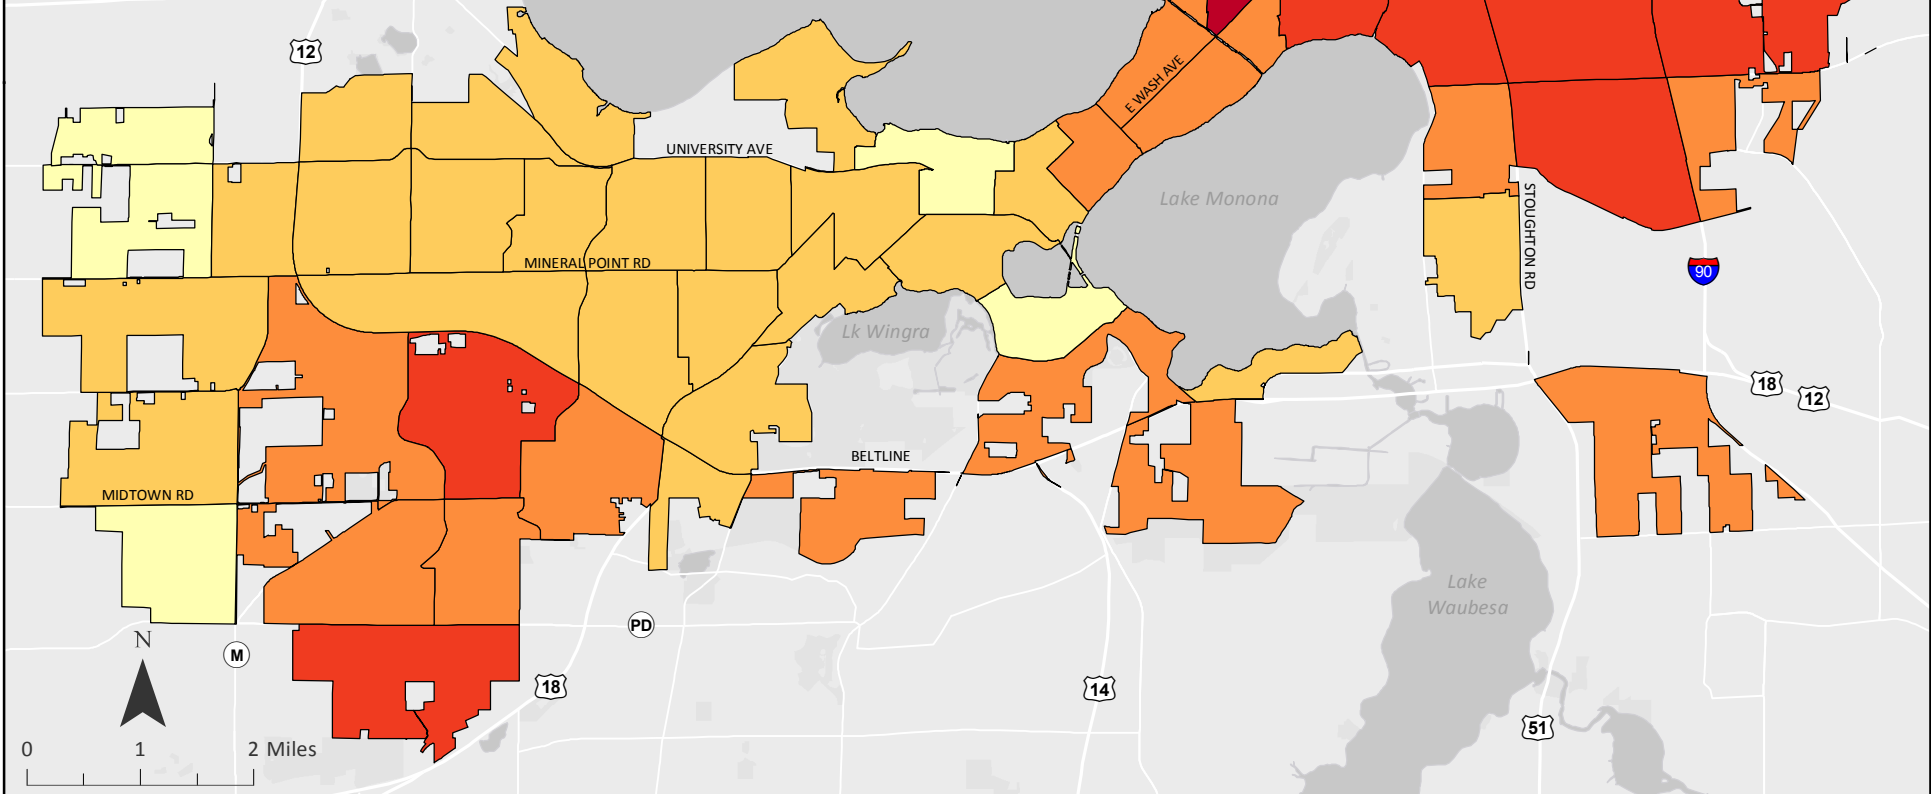 12
E WASH AVE
UNIVERSITY AVE
Lake Monona
STOUGHTON RD
MINERAL POINT RD
90
Lk Wingra
18
12
BELTLINE
MIDTOWN RD
Lake
Waubesa
N
PD
M
18
14
51
0 1 2 Miles